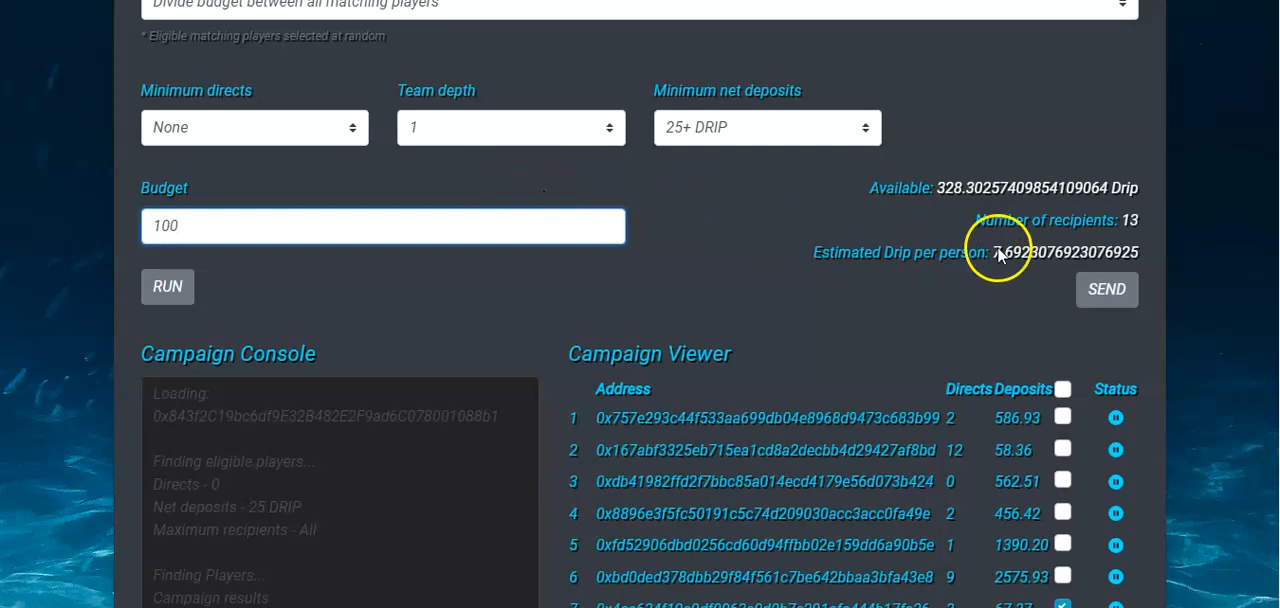 Divide budget between all matching players
* Eligible matching players selected at random
Minimum directs
Team depth
Minimum net deposits
None
1
25+ DRIP
Budget
Available: 328.30257409854109064 Drip
100
Number of recipients: 13
Estimated Drip per person: 7.6923076923076925
RUN
SEND
Campaign Console
Campaign Viewer
Address Directs Deposits Status
Loading:
0x843f2C19bc6df9E32B482E2F9ad6C078001088b1
1 0x757e293c44f533aa699db04e8968d9473c683b99 2 586.93
2 0x167abf3325eb715ea1cd8a2decbb4d29427af8bd 12 58.36
Finding eligible players...
Directs - 0
3 0xdb41982ffd2f7bbc85a014ecd4179e56d073b424 0 562.51
Net deposits - 25 DRIP
4 0x8896e3f5fc50191c5c74d209030acc3acc0fa49e 2 456.42
Maximum recipients - All
5 0xfd52906dbd0256cd60d94ffbb02e159dd6a90b5e 1 1390.20
Finding Players...
6 0xbd0ded378dbb29f84f561c7be642bbaa3bfa43e8 9 2575.93
Campaign results